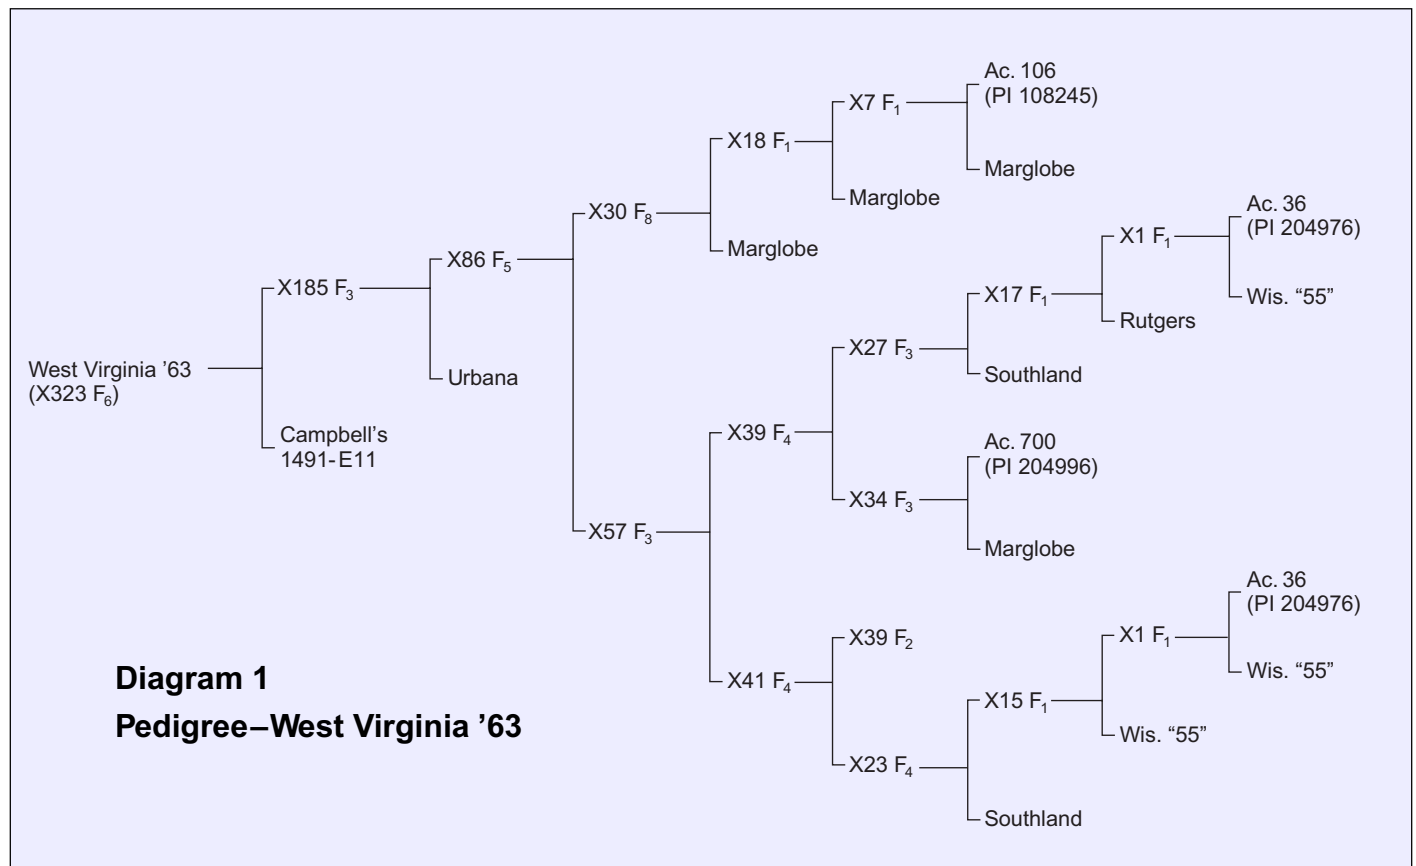 Ac. 106
(PI 108245)
X7 F₁
X18 F₁
Marglobe
Marglobe
X30 F₈
Marglobe
X86 F₅
X185 F₃
West Virginia ’63
(X323 F₆)
Urbana
Campbell’s
1491-E11
Ac. 36
(PI 204976)
X1 F₁
Wis. “55”
X17 F₁
Rutgers
X27 F₃
Southland
X39 F₄
Ac. 700
(PI 204996)
X34 F₃
Marglobe
X57 F₃
Ac. 36
(PI 204976)
X39 F₂
X1 F₁
Wis. “55”
X41 F₄
X15 F₁
Wis. “55”
X23 F₄
Southland
Diagram 1
Pedigree–West Virginia ’63